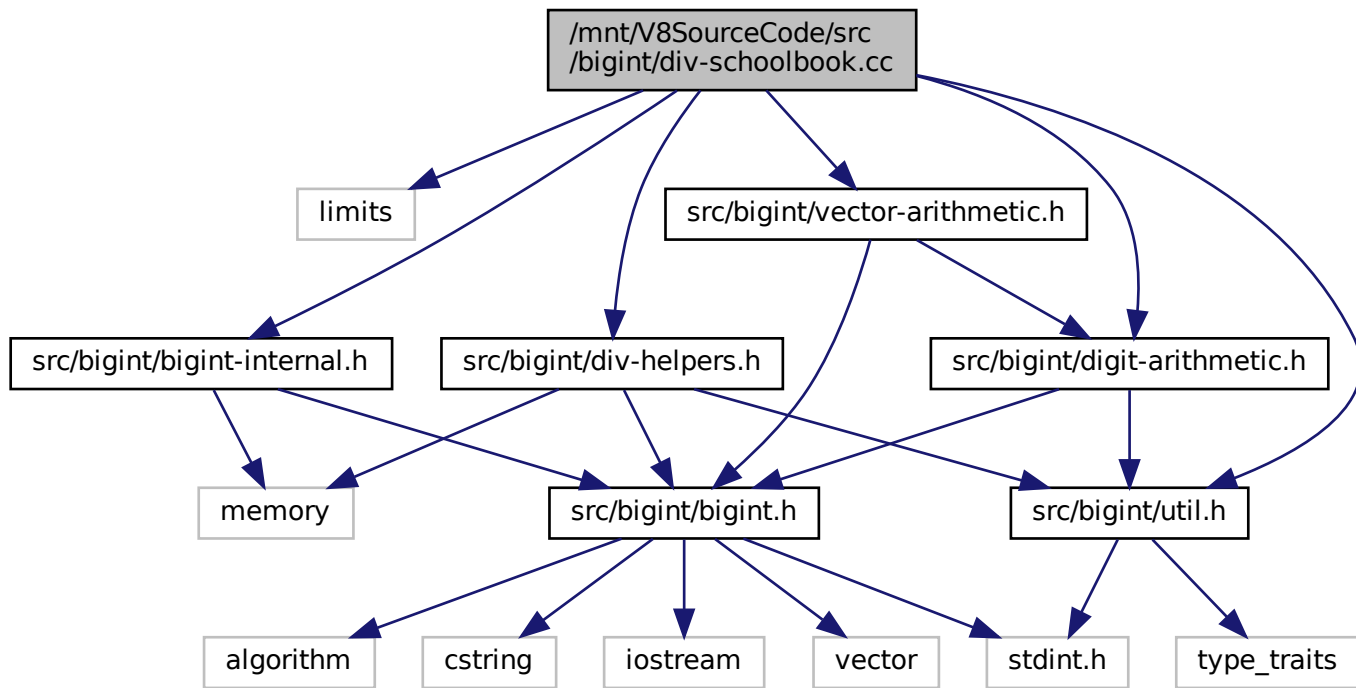 /mnt/V8SourceCode/src
/bigint/div-schoolbook.cc
limits
src/bigint/vector-arithmetic.h
src/bigint/bigint-internal.h
src/bigint/div-helpers.h
src/bigint/digit-arithmetic.h
memory
src/bigint/bigint.h
src/bigint/util.h
algorithm
cstring
iostream
vector
stdint.h
type_traits